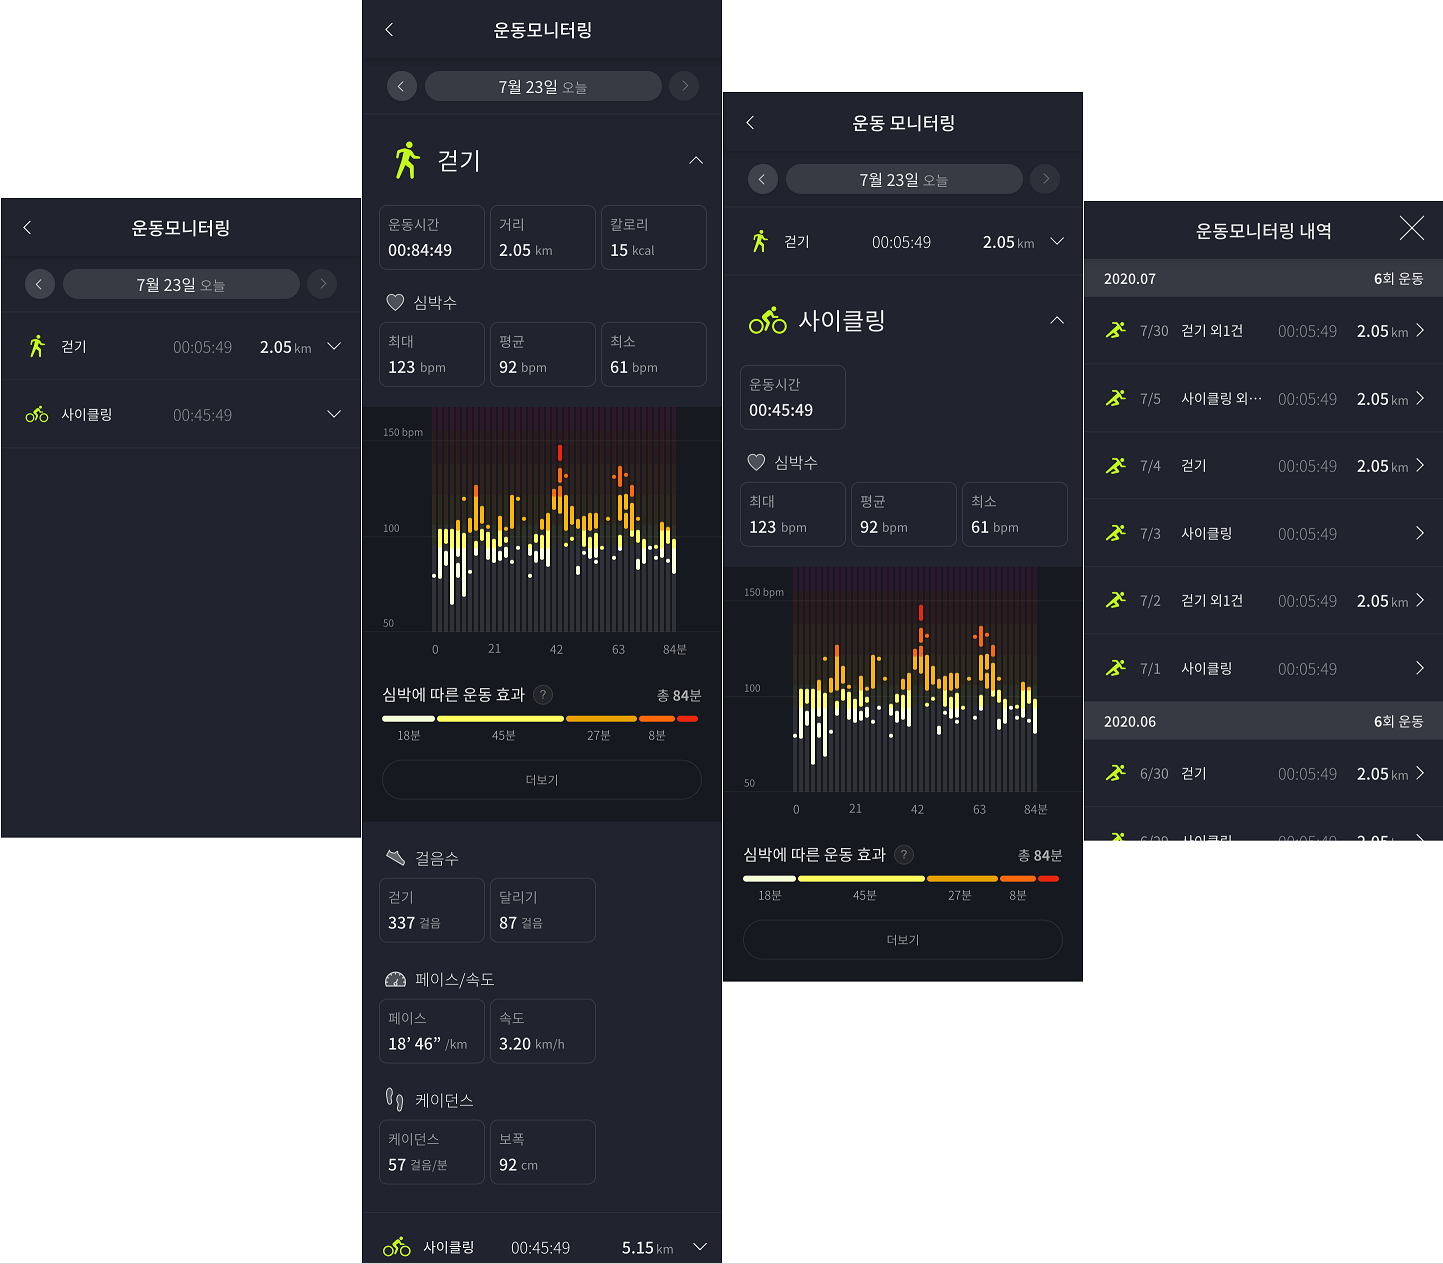 운동모니터링
7월 23일 오늘
걷기 00:05:49 2.05 km
사이클링 00:45:49
운동모니터링
7월 23일 오늘
걷기
운동시간 거리 칼로리
00:84:49 2.05 km 15 kcal
심박수
최대 평균 최소
123 bpm 92 bpm 61 bpm
150 bpm
100
50
0 21 42 63 84분
심박에 따른 운동 효과 ? 총 84분
18분 45분 27분 8분
더보기
걸음수
걷기 달리기
337 걸음 87 걸음
페이스/속도
페이스 속도
18’ 46” /km 3.20 km/h
케이던스
케이던스 보폭
57 걸음/분 92 cm
사이클링 00:45:49 5.15 km
운동 모니터링
7월 23일 오늘
걷기 00:05:49 2.05 km
사이클링
운동시간
00:45:49
심박수
최대 평균 최소
123 bpm 92 bpm 61 bpm
150 bpm
100
50
0 21 42 63 84분
심박에 따른 운동 효과 ? 총 84분
18분 45분 27분 8분
더보기
운동모니터링 내역
2020.07 6회 운동
7/30 걷기 외1건 00:05:49 2.05 km
7/5 사이클링 외… 00:05:49 2.05 km
7/4 걷기 00:05:49 2.05 km
7/3 사이클링 00:05:49
7/2 걷기 외1건 00:05:49 2.05 km
7/1 사이클링 00:05:49
2020.06 6회 운동
6/30 걷기 00:05:49 2.05 km
6/29 사이클링 00:05:49 2.05 km